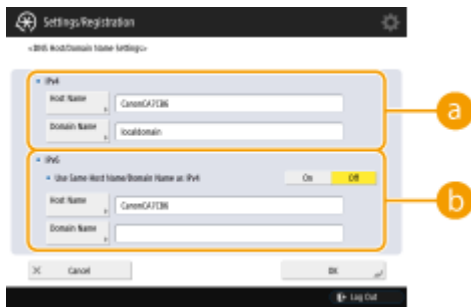 Settings/Registration
<DNS Host/Domain Name Settings>
IPv4
Host Name
CanonCA7CB6
Domain Name
localdomain
a
IPv6
Use Same Host Name/Domain Name as IPv4
On
Off
Host Name
CanonCA7CB6
Domain Name
b
Cancel
OK
Log Out